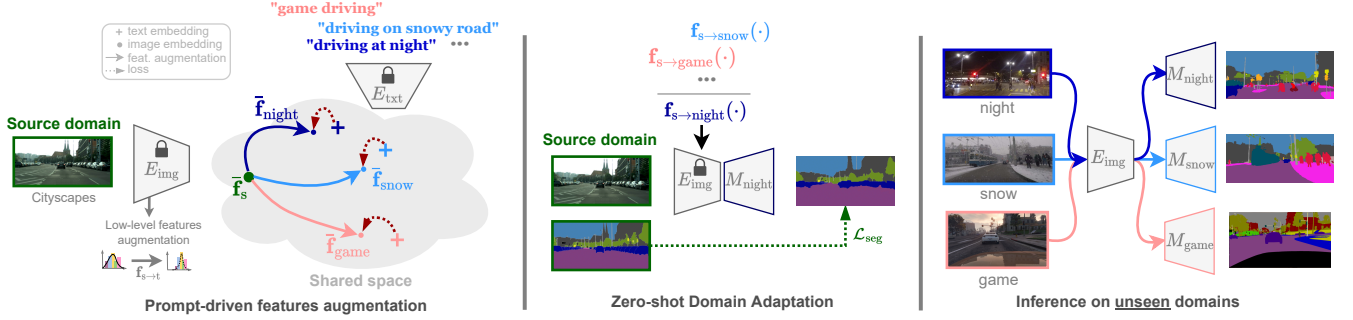 "game driving"
"driving on snowy road"
"driving at night" •••
text embedding
image embedding
feat. augmentation
loss
E_txt
Source domain
Cityscapes
E_img
Low-level features
augmentation
f_s→t
f̄_s
f̄_night
f̄_snow
f̄_game
Shared space
Prompt-driven features augmentation
f_s→snow(·)
f_s→game(·)
•••
f_s→night(·)
Source domain
E_img
M_night
ℒ_seg
Zero-shot Domain Adaptation
night
snow
game
E_img
M_night
M_snow
M_game
Inference on unseen domains